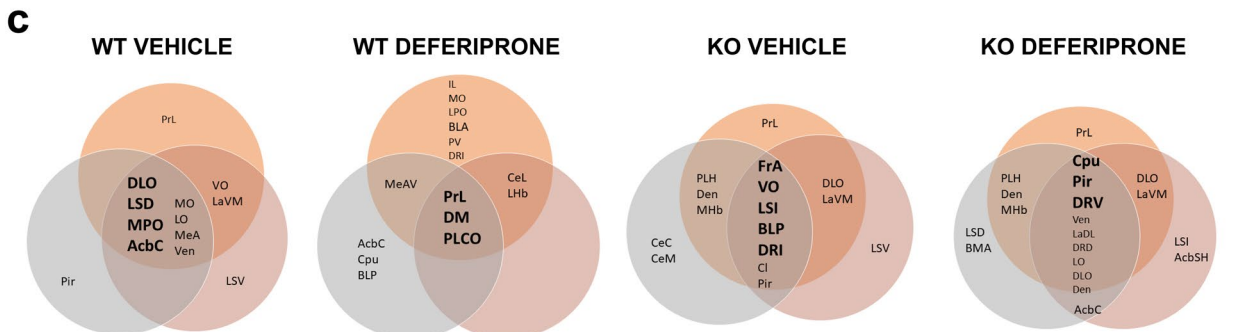 c
WT VEHICLE
PrL
DLO
LSD
MPO
AcbC
MO
LO
MeA
Ven
VO
LaVM
Pir
LSV
WT DEFERIPRONE
IL
MO
LPO
BLA
PV
DRI
MeAV
CeL
LHb
PrL
DM
PLCO
AcbC
Cpu
BLP
KO VEHICLE
PrL
PLH
Den
MHb
FrA
VO
LSI
BLP
DRI
Cl
Pir
DLO
LaVM
CeC
CeM
LSV
KO DEFERIPRONE
PrL
PLH
Den
MHb
Cpu
Pir
DRV
Ven
LaDL
DRD
LO
DLO
Den
AcbC
DLO
LaVM
LSD
BMA
LSI
AcbSH